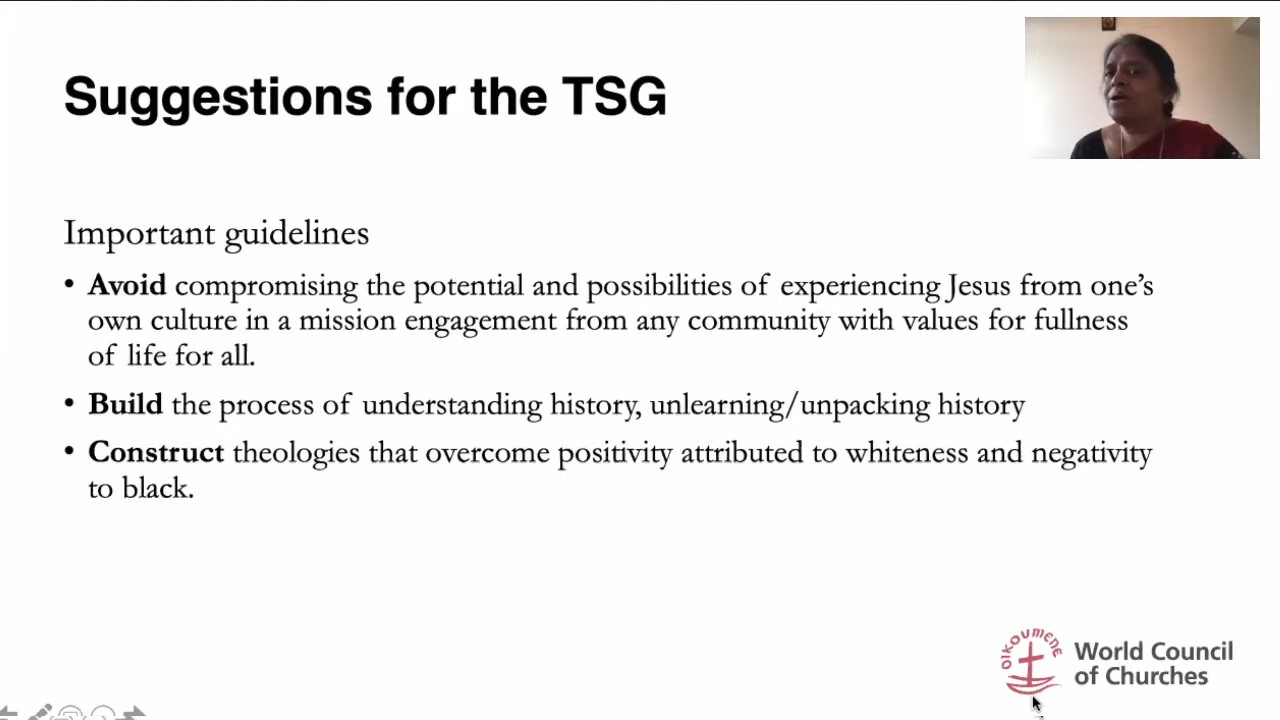 Suggestions for the TSG
Important guidelines
• Avoid compromising the potential and possibilities of experiencing Jesus from one’s
own culture in a mission engagement from any community with values for fullness
of life for all.
• Build the process of understanding history, unlearning/unpacking history
• Construct theologies that overcome positivity attributed to whiteness and negativity
to black.
OIKOUMENE
World Council
of Churches